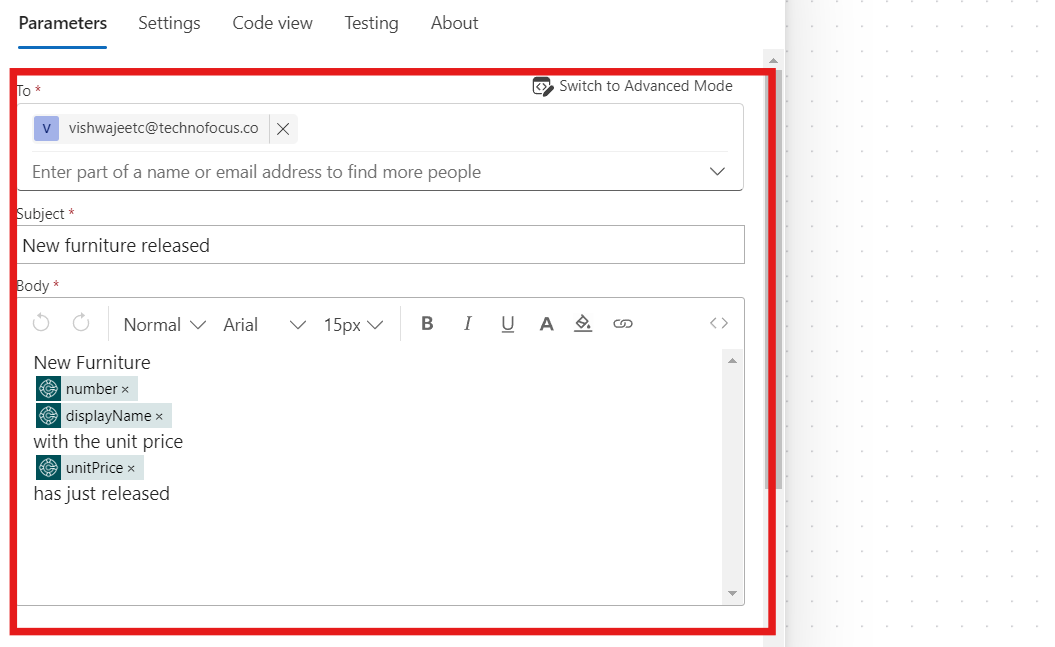 Parameters Settings Code view Testing About
To * Switch to Advanced Mode
V vishwajeetc@technofocus.co
Enter part of a name or email address to find more people
Subject *
New furniture released
Body *
Normal Arial 15px B I U A
New Furniture
number ×
displayName ×
with the unit price
unitPrice ×
has just released